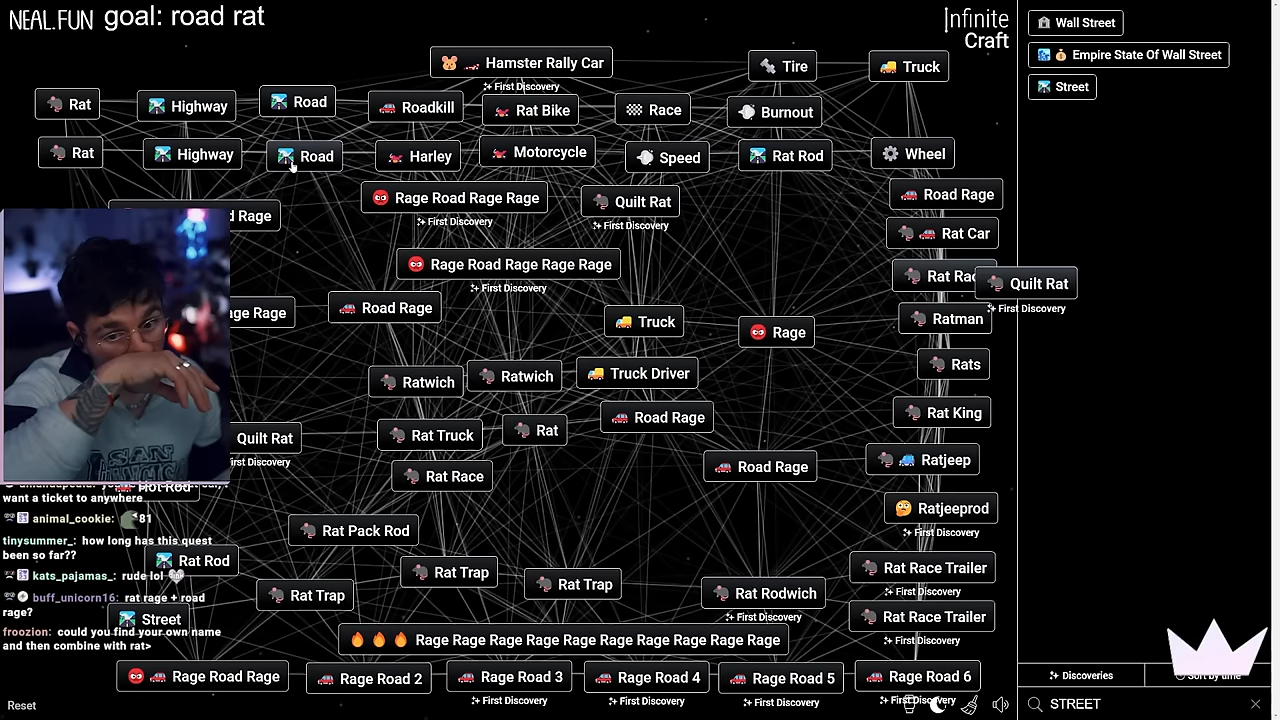 NEAL.FUN goal: road rat
Infinite Craft
Hamster Rally Car
First Discovery
Tire
Truck
Rat
Highway
Road
Roadkill
Rat Bike
Race
Burnout
Rat
Highway
Road
Harley
Motorcycle
Speed
Rat Rod
Wheel
d Rage
Rage Road Rage Rage
First Discovery
Quilt Rat
First Discovery
Road Rage
Rat Car
Rage Road Rage Rage Rage
First Discovery
Rat Rac
Quilt Rat
First Discovery
age Rage
Road Rage
Truck
Rage
Ratman
Ratwich
Ratwich
Truck Driver
Rats
Road Rage
Rat King
Quilt Rat
irst Discovery
Rat Truck
Rat
Rat Race
Road Rage
Ratjeep
Hot Rod
Ratjeeprod
First Discovery
Rat Pack Rod
Rat Rod
Rat Trap
Rat Trap
Rat Trap
Rat Rodwich
First Discovery
Rat Race Trailer
First Discovery
Street
Rat Race Trailer
First Discovery
Rage Rage Rage Rage Rage Rage Rage Rage Rage Rage
Rage Road Rage
Rage Road 2
Rage Road 3
First Discovery
Rage Road 4
First Discovery
Rage Road 5
First Discovery
Rage Road 6
First Discovery
want a ticket to anywhere
animal_cookie: 81
tinysummer_: how long has this quest
been so far??
kats_pajamas_: rude lol
buff_unicorn16: rat rage + road
rage?
froozion: could you find your own name
and then combine with rat>
Reset
Wall Street
Empire State Of Wall Street
Street
Discoveries
Sort by time
STREET